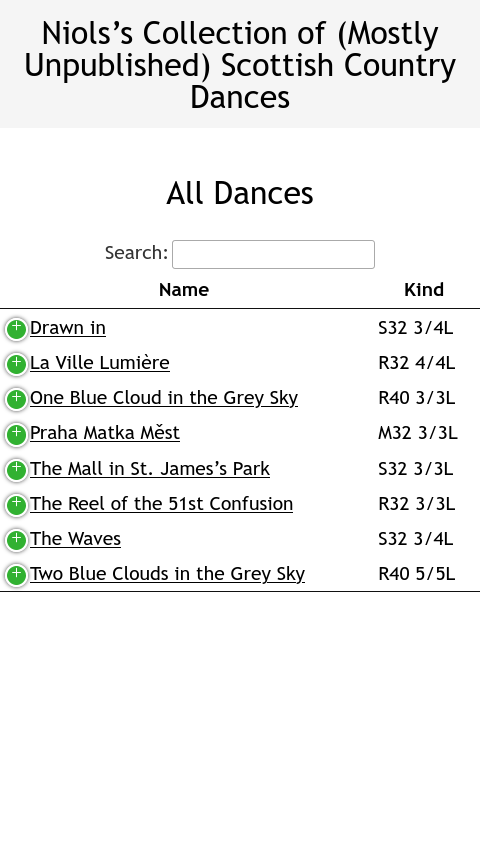 Niols’s Collection of (Mostly
Unpublished) Scottish Country
Dances
All Dances
Search:
Name Kind
Drawn in S32 3/4L
La Ville Lumière R32 4/4L
One Blue Cloud in the Grey Sky R40 3/3L
Praha Matka Měst M32 3/3L
The Mall in St. James’s Park S32 3/3L
The Reel of the 51st Confusion R32 3/3L
The Waves S32 3/4L
Two Blue Clouds in the Grey Sky R40 5/5L